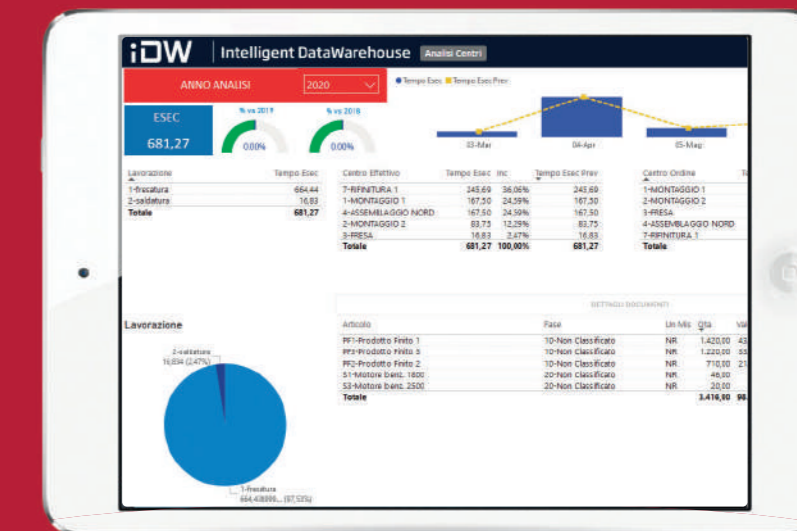 iDW Intelligent DataWarehouse Analisi Centri
ANNO ANALISI 2020
Tempo Esec Tempo Esec Prev
ESEC
681,27
% vs 2019 % vs 2018
0.00% 0.00%
03-Mar 04-Apr 05-Mag
Lavorazione Tempo Esec
1-fresatura 664,44
2-saldatura 16,83
Totale 681,27
Centro Effettivo Tempo Esec Inc Tempo Esec Prev
7-RIFINITURA 1 245,69 36,06% 245,69
1-MONTAGGIO 1 167,50 24,59% 167,50
4-ASSEMBLAGGIO NORD 167,50 24,59% 167,50
2-MONTAGGIO 2 83,75 12,29% 83,75
3-FRESA 16,83 2,47% 16,83
Totale 681,27 100,00% 681,27
Centro Ordine
1-MONTAGGIO 1
2-MONTAGGIO 2
3-FRESA
4-ASSEMBLAGGIO NORD
7-RIFINITURA 1
Totale
DETTAGLI DOCUMENTI
Lavorazione
2-saldatura
16,834 (2,47%)
1-fresatura
(97,53%)
Articolo Fase Un Mis Qta
PF1-Prodotto Finito 1 10-Non Classificato NR 1.420,00
PF3-Prodotto Finito 3 10-Non Classificato NR 1.220,00
PF2-Prodotto Finito 2 10-Non Classificato NR 710,00
S1-Motore benz. 1800 20-Non Classificato NR 46,00
S3-Motore benz. 2500 20-Non Classificato NR 20,00
Totale 3.416,00